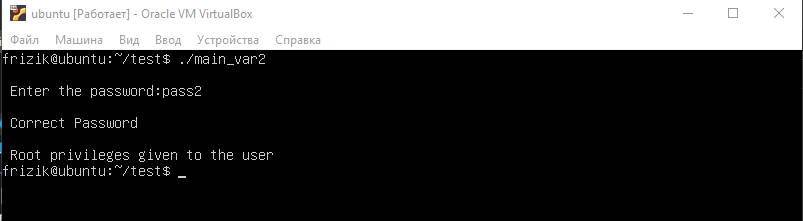 ubuntu [Работает] - Oracle VM VirtualBox
Файл Машина Вид Ввод Устройства Справка
frizik@ubuntu:~/test$ ./main_var2
Enter the password:pass2
Correct Password
Root privileges given to the user
frizik@ubuntu:~/test$ _